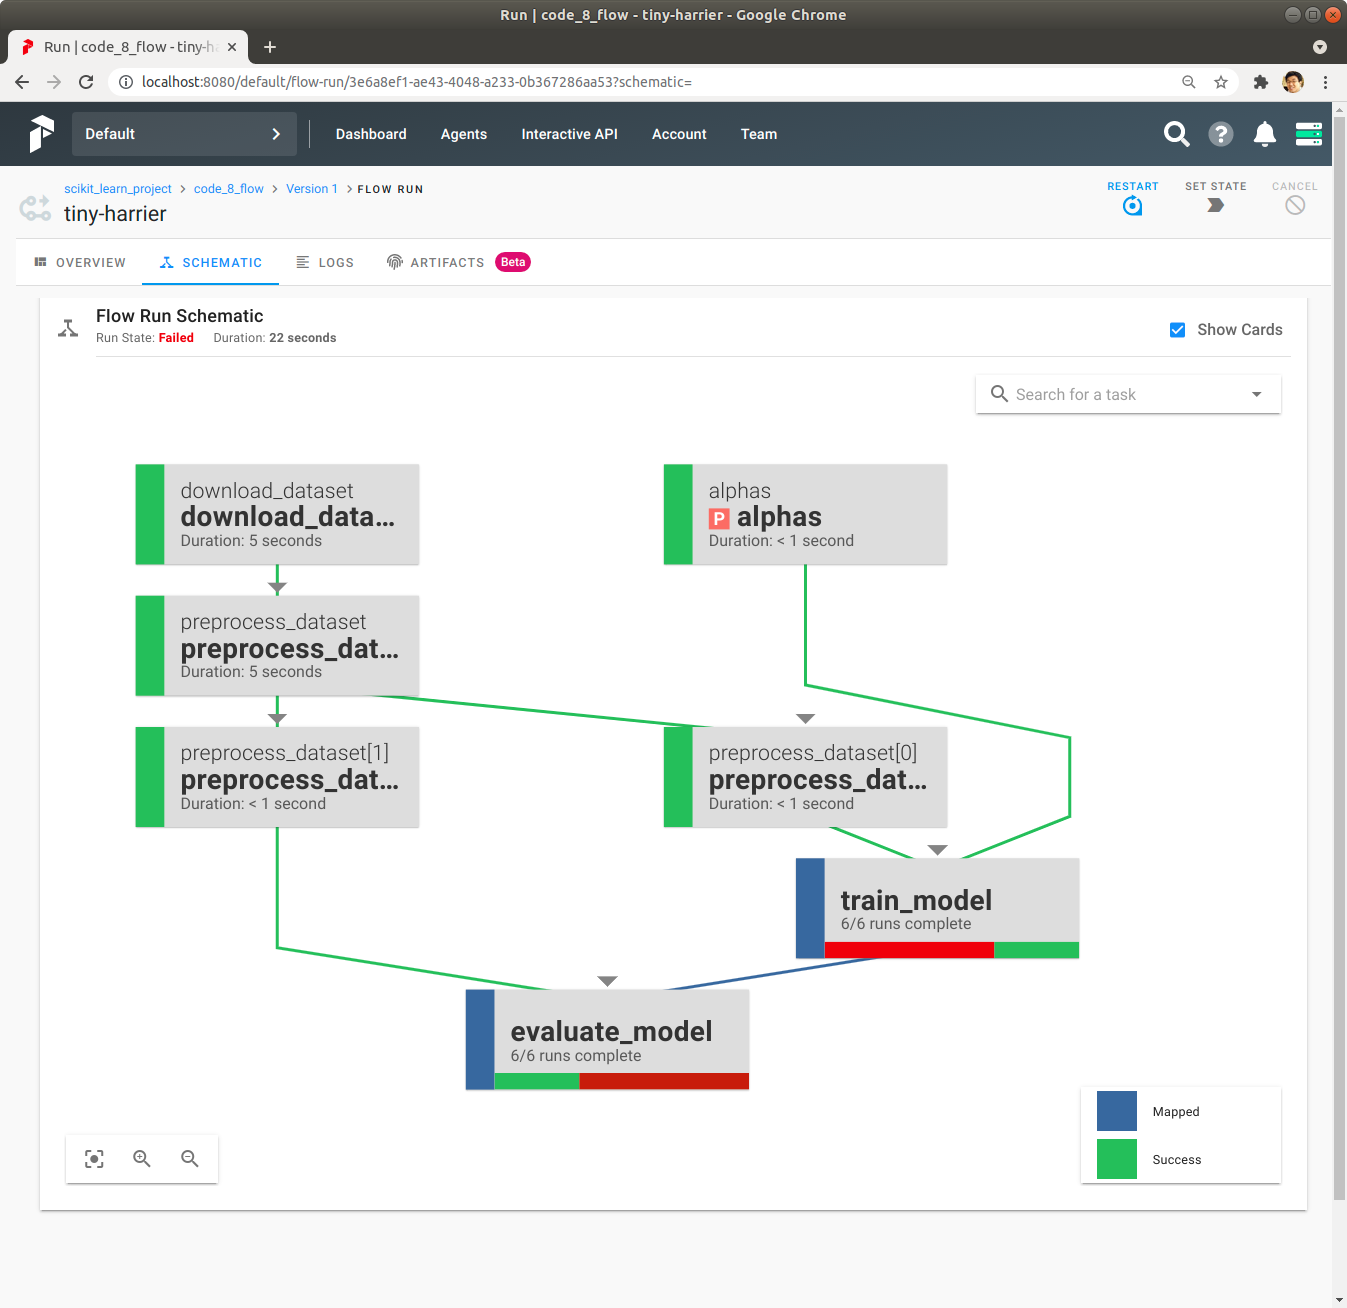 Run | code_8_flow - tiny-harrier - Google Chrome
Run | code_8_flow - tiny-ha
localhost:8080/default/flow-run/3e6a8ef1-ae43-4048-a233-0b367286aa53?schematic=
Default
Dashboard
Agents
Interactive API
Account
Team
scikit_learn_project > code_8_flow > Version 1 > FLOW RUN
tiny-harrier
RESTART
SET STATE
CANCEL
OVERVIEW
SCHEMATIC
LOGS
ARTIFACTS Beta
Flow Run Schematic
Run State: Failed Duration: 22 seconds
Show Cards
Search for a task
download_dataset
download_data...
Duration: 5 seconds
alphas
P alphas
Duration: < 1 second
preprocess_dataset
preprocess_dat...
Duration: 5 seconds
preprocess_dataset[1]
preprocess_dat...
Duration: < 1 second
preprocess_dataset[0]
preprocess_dat...
Duration: < 1 second
train_model
6/6 runs complete
evaluate_model
6/6 runs complete
Mapped
Success